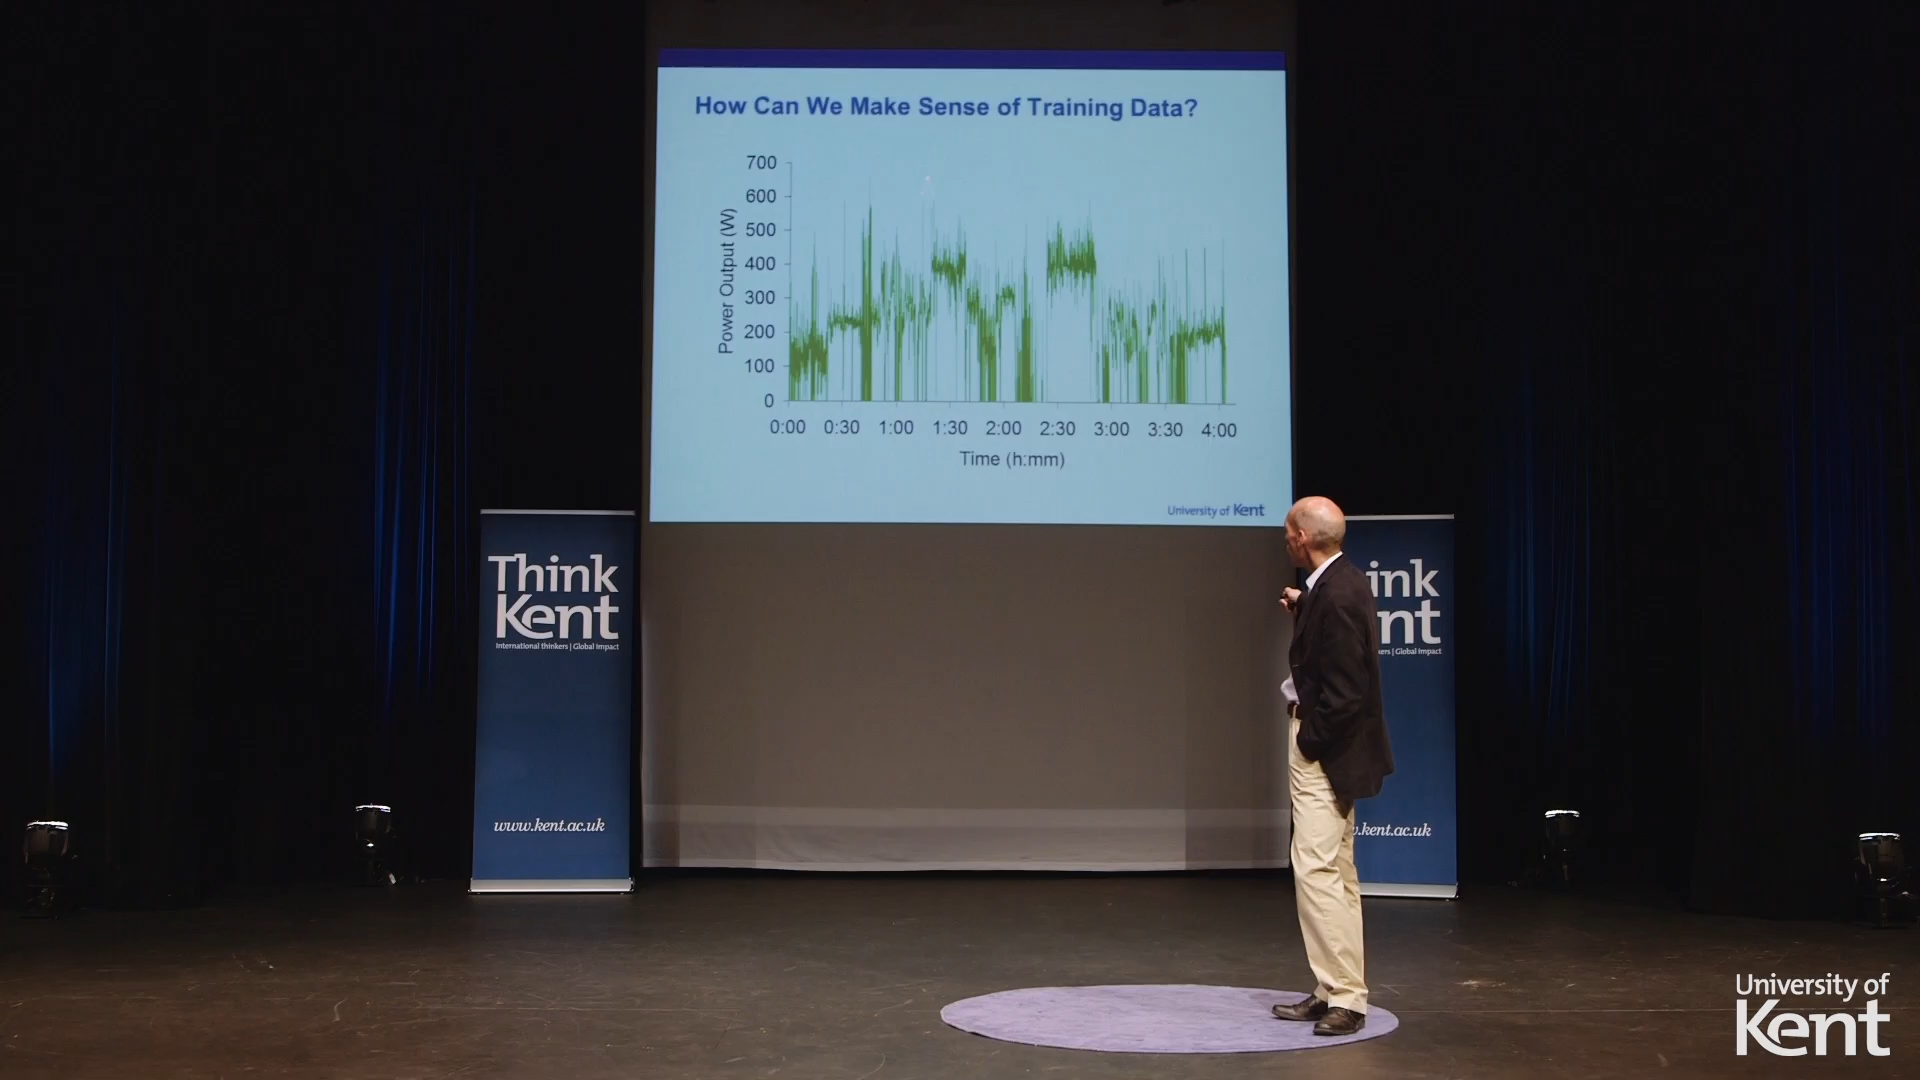 How Can We Make Sense of Training Data?
Power Output (W)
700
600
500
400
300
200
100
0
0:00 0:30 1:00 1:30 2:00 2:30 3:00 3:30 4:00
Time (h:mm)
University of Kent
Think
Kent
International thinkers | Global Impact
www.kent.ac.uk
ink
nt
kers | Global Impact
.kent.ac.uk
University of
Kent